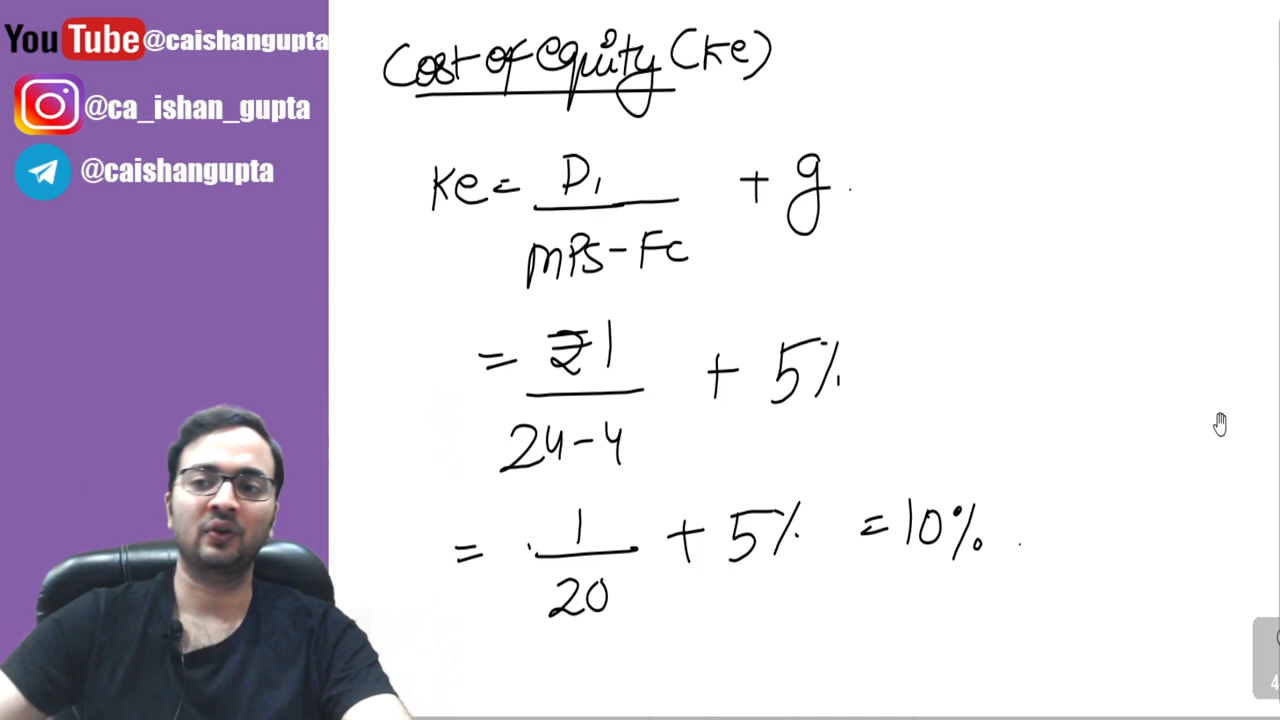 YouTube @caishangupta
@ca_ishan_gupta
@caishangupta
Cost of equity (Ke)
Ke = D1 / MPS - FC + g
= ₹1 / 24 - 4 + 5%
= 1 / 20 + 5% = 10%
4